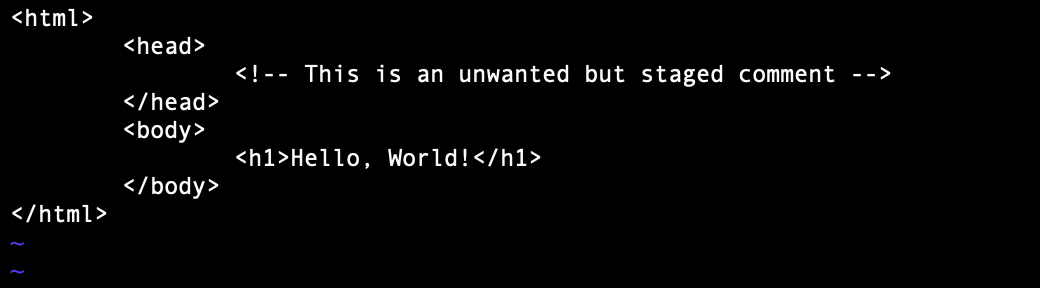 <html>
<head>
<!-- This is an unwanted but staged comment -->
</head>
<body>
<h1>Hello, World!</h1>
</body>
</html>
~
~